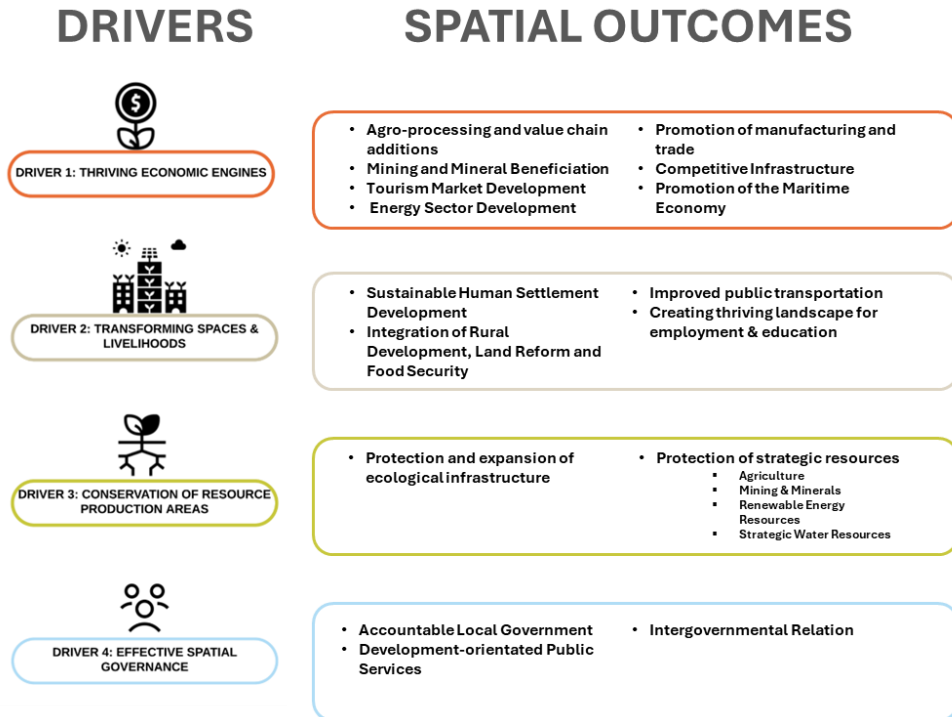 DRIVERS
SPATIAL OUTCOMES
$
DRIVER 1: THRIVING ECONOMIC ENGINES
• Agro-processing and value chain
additions
• Mining and Mineral Beneficiation
• Tourism Market Development
• Energy Sector Development
• Promotion of manufacturing and
trade
• Competitive Infrastructure
• Promotion of the Maritime
Economy
DRIVER 2: TRANSFORMING SPACES &
LIVELIHOODS
• Sustainable Human Settlement
Development
• Integration of Rural
Development, Land Reform and
Food Security
• Improved public transportation
• Creating thriving landscape for
employment & education
DRIVER 3: CONSERVATION OF RESOURCE
PRODUCTION AREAS
• Protection and expansion of
ecological infrastructure
• Protection of strategic resources
▪ Agriculture
▪ Mining & Minerals
▪ Renewable Energy
Resources
▪ Strategic Water Resources
DRIVER 4: EFFECTIVE SPATIAL
GOVERNANCE
• Accountable Local Government
• Development-orientated Public
Services
• Intergovernmental Relation